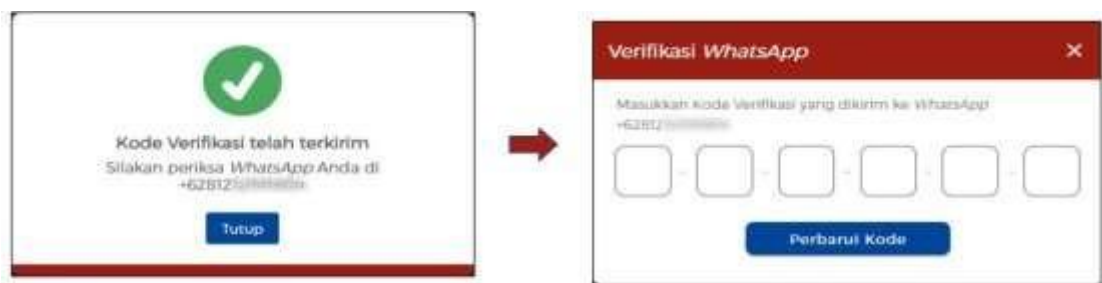 Kode Verifikasi telah terkirim
Silakan periksa WhatsApp Anda di
+62812
Tutup
Verifikasi WhatsApp
Masukkan Kode Verifikasi yang dikirim ke WhatsApp
+62812
Perbarui Kode